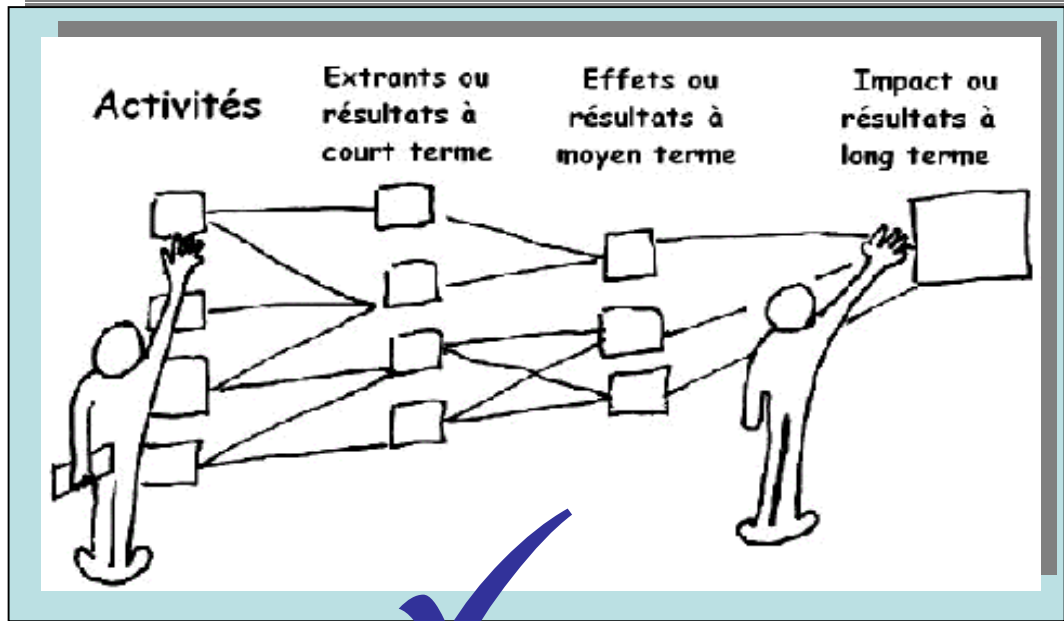 Activités
Extrants ou
résultats à
court terme
Effets ou
résultats à
moyen terme
Impact ou
résultats à
long terme